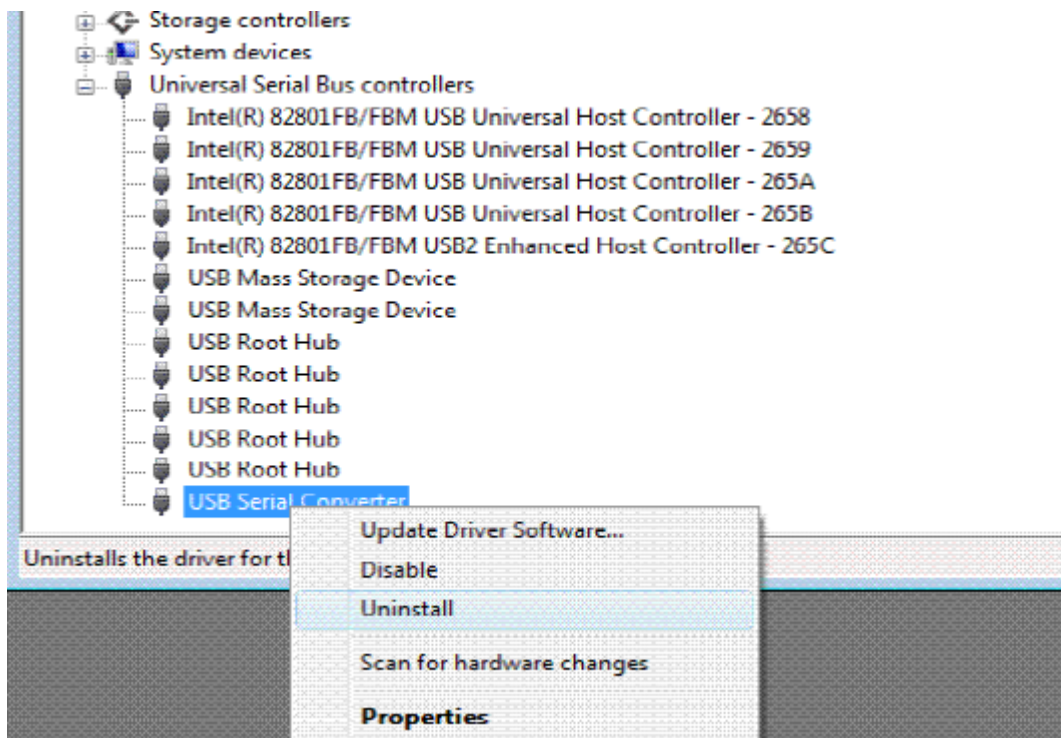 Storage controllers
System devices
Universal Serial Bus controllers
Intel(R) 82801FB/FBM USB Universal Host Controller - 2658
Intel(R) 82801FB/FBM USB Universal Host Controller - 2659
Intel(R) 82801FB/FBM USB Universal Host Controller - 265A
Intel(R) 82801FB/FBM USB Universal Host Controller - 265B
Intel(R) 82801FB/FBM USB2 Enhanced Host Controller - 265C
USB Mass Storage Device
USB Mass Storage Device
USB Root Hub
USB Root Hub
USB Root Hub
USB Root Hub
USB Root Hub
USB Serial Converter
Update Driver Software...
Uninstalls the driver for th
Disable
Uninstall
Scan for hardware changes
Properties